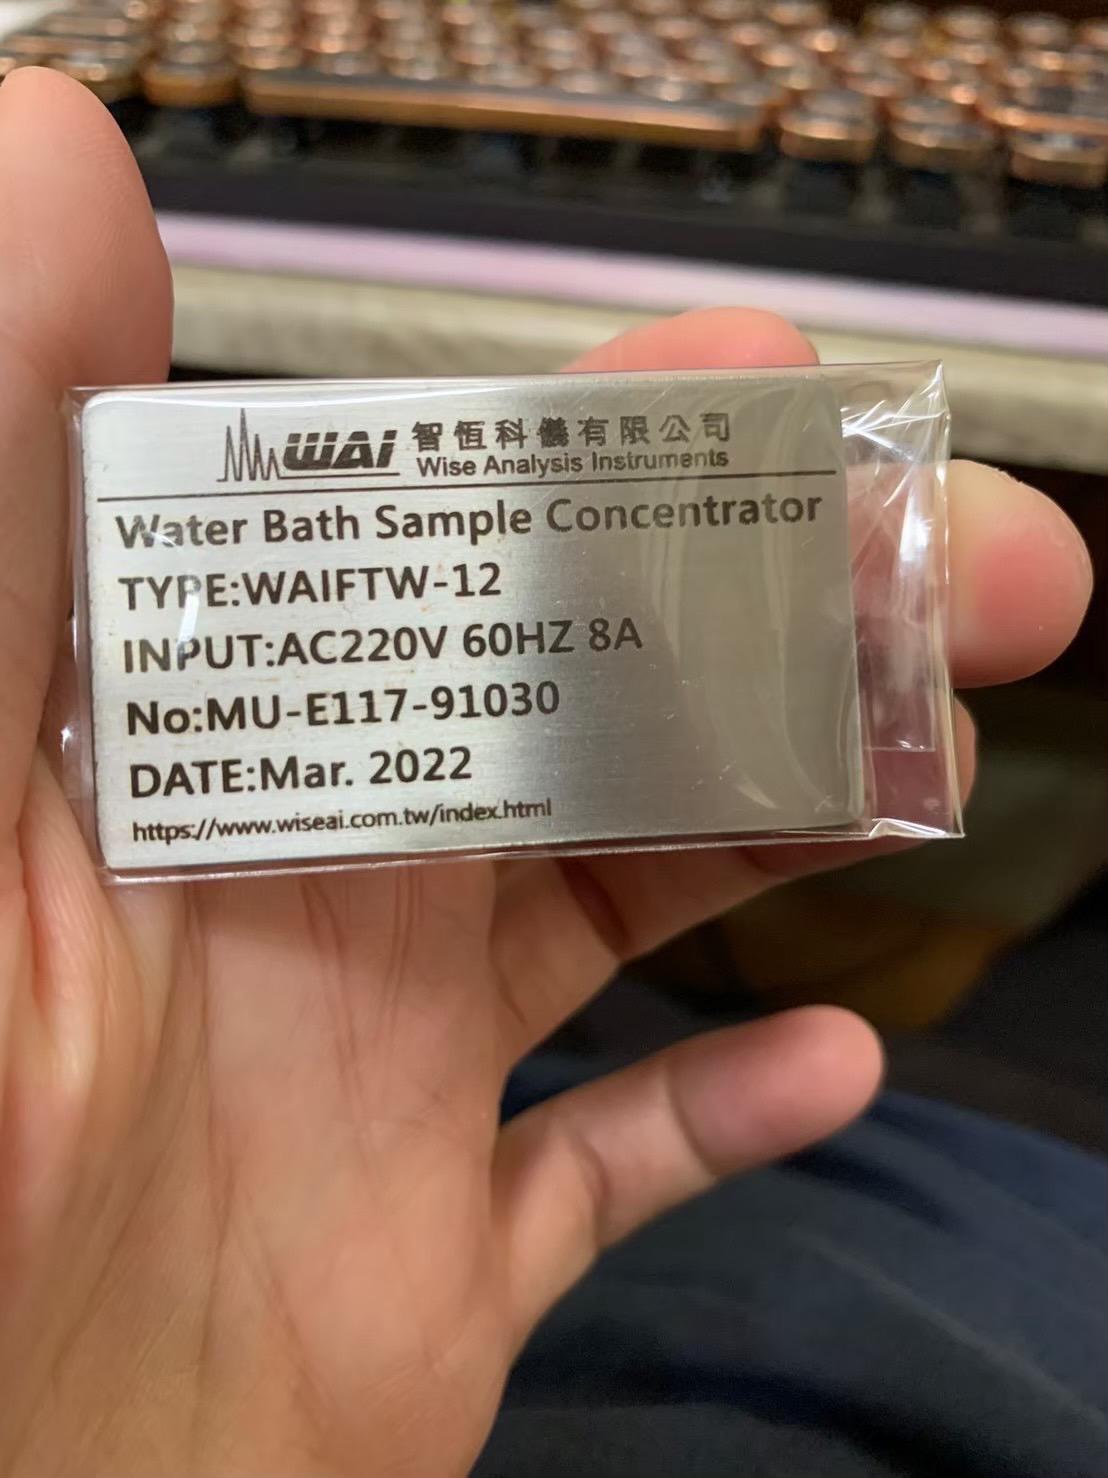 WAI 智恆科儀有限公司
Wise Analysis Instruments
Water Bath Sample Concentrator
TYPE:WAIFTW-12
INPUT:AC220V 60HZ 8A
No:MU-E117-91030
DATE:Mar. 2022
https://www.wiseai.com.tw/index.html